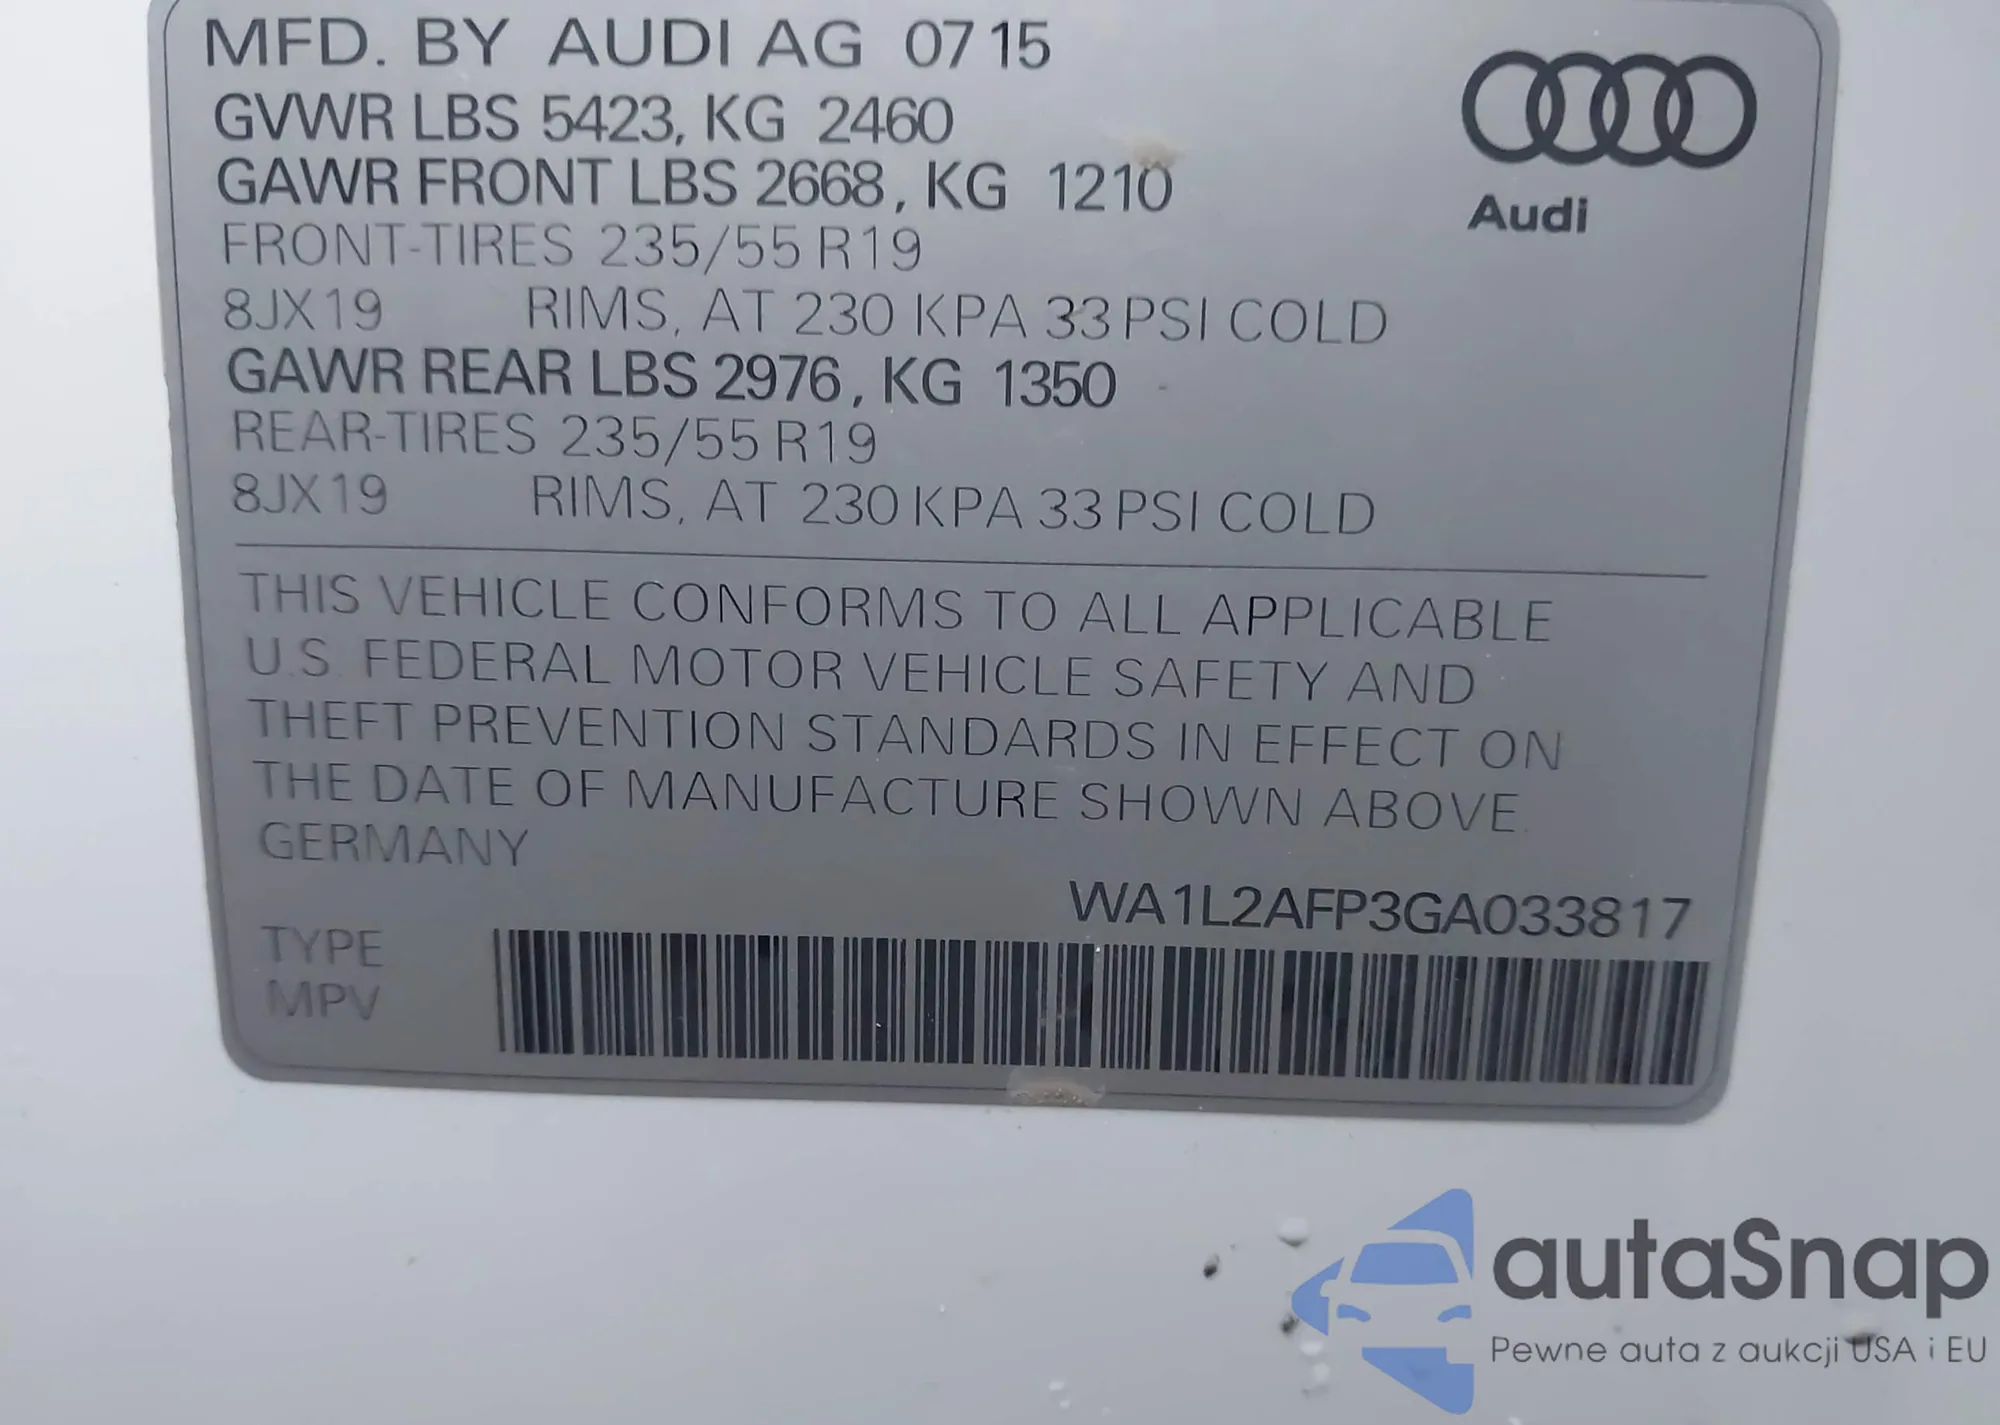 MFD. BY AUDI AG 07 15
GVWR LBS 5423, KG 2460
GAWR FRONT LBS 2668, KG 1210
FRONT-TIRES 235/55 R19
8JX19 RIMS, AT 230 KPA 33 PSI COLD
GAWR REAR LBS 2976, KG 1350
REAR-TIRES 235/55 R19
8JX19 RIMS, AT 230 KPA 33 PSI COLD
Audi
THIS VEHICLE CONFORMS TO ALL APPLICABLE
U.S. FEDERAL MOTOR VEHICLE SAFETY AND
THEFT PREVENTION STANDARDS IN EFFECT ON
THE DATE OF MANUFACTURE SHOWN ABOVE.
GERMANY
WA1L2AFP3GA033817
TYPE
MPV
autaSnap
Pewne auta z aukcji USA i EU